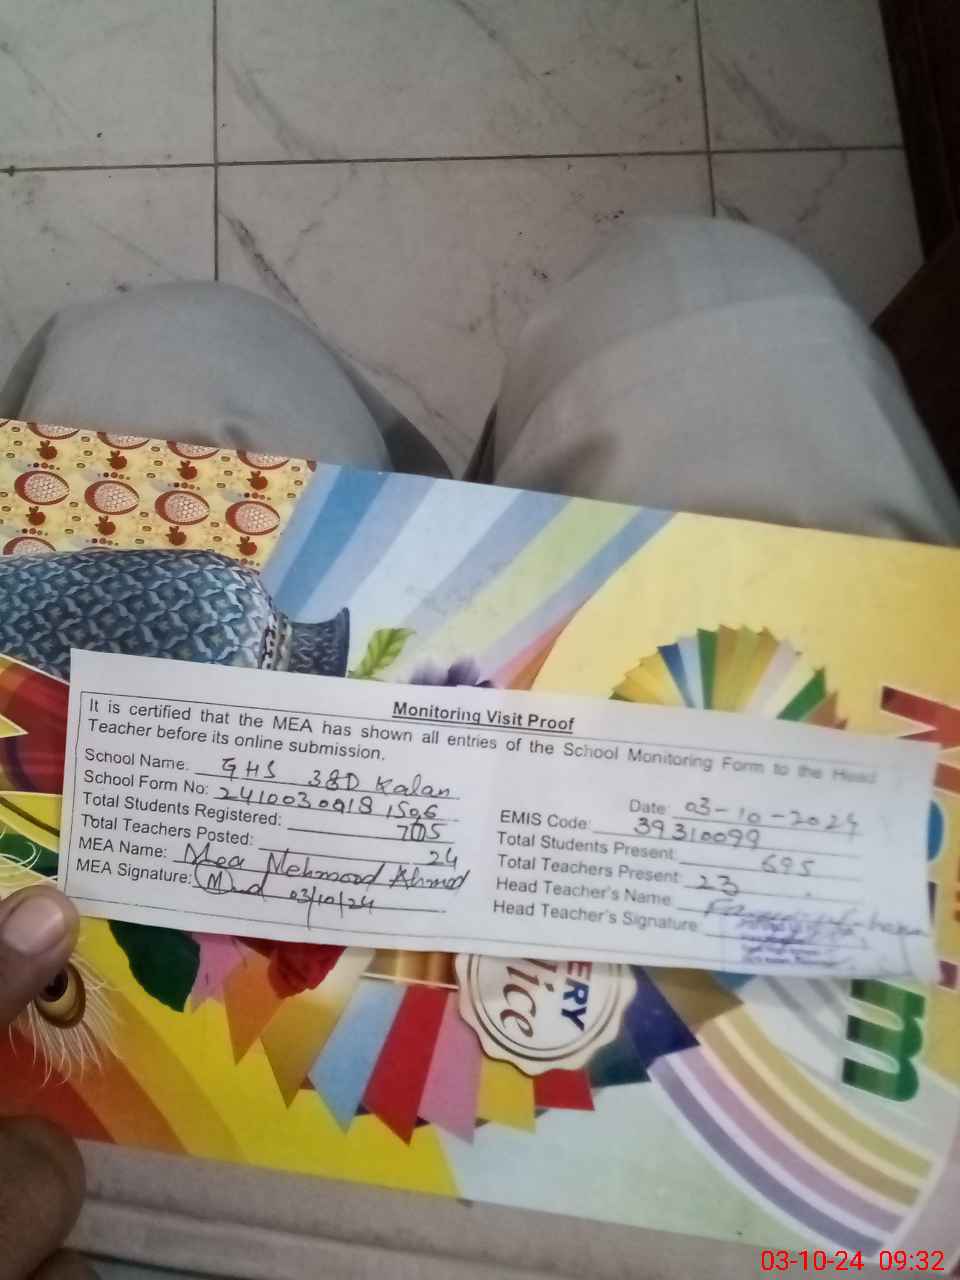 Monitoring Visit Proof
It is certified that the MEA has shown all entries of the School Monitoring Form to the Head
Teacher before its online submission.
School Name: GHS 38D Kalan
School Form No: 2410030918 1506
Total Students Registered: 705
Total Teachers Posted: 24
MEA Name: Mea Mehmood Ahmed
MEA Signature: 03/10/24
Date: 03-10-2024
EMIS Code: 39310099
Total Students Present: 695
Total Teachers Present: 23
Head Teacher's Name:
Head Teacher's Signature:
ERY
ice
m
03-10-24 09:32